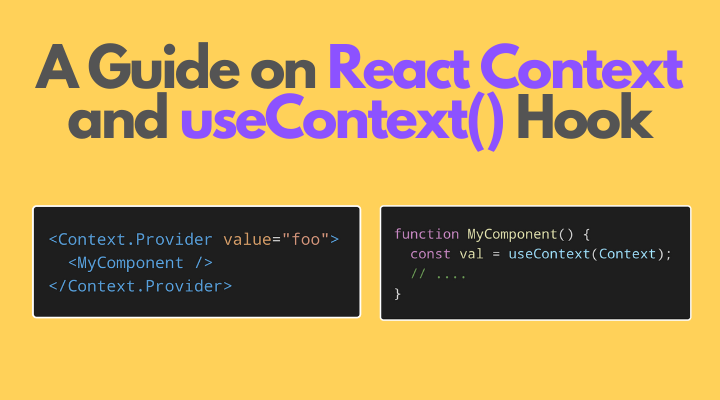 A Guide on React Context
and useContext() Hook
<Context.Provider value="foo">
  <MyComponent />
</Context.Provider>
function MyComponent() {
  const val = useContext(Context);
  // ....
}